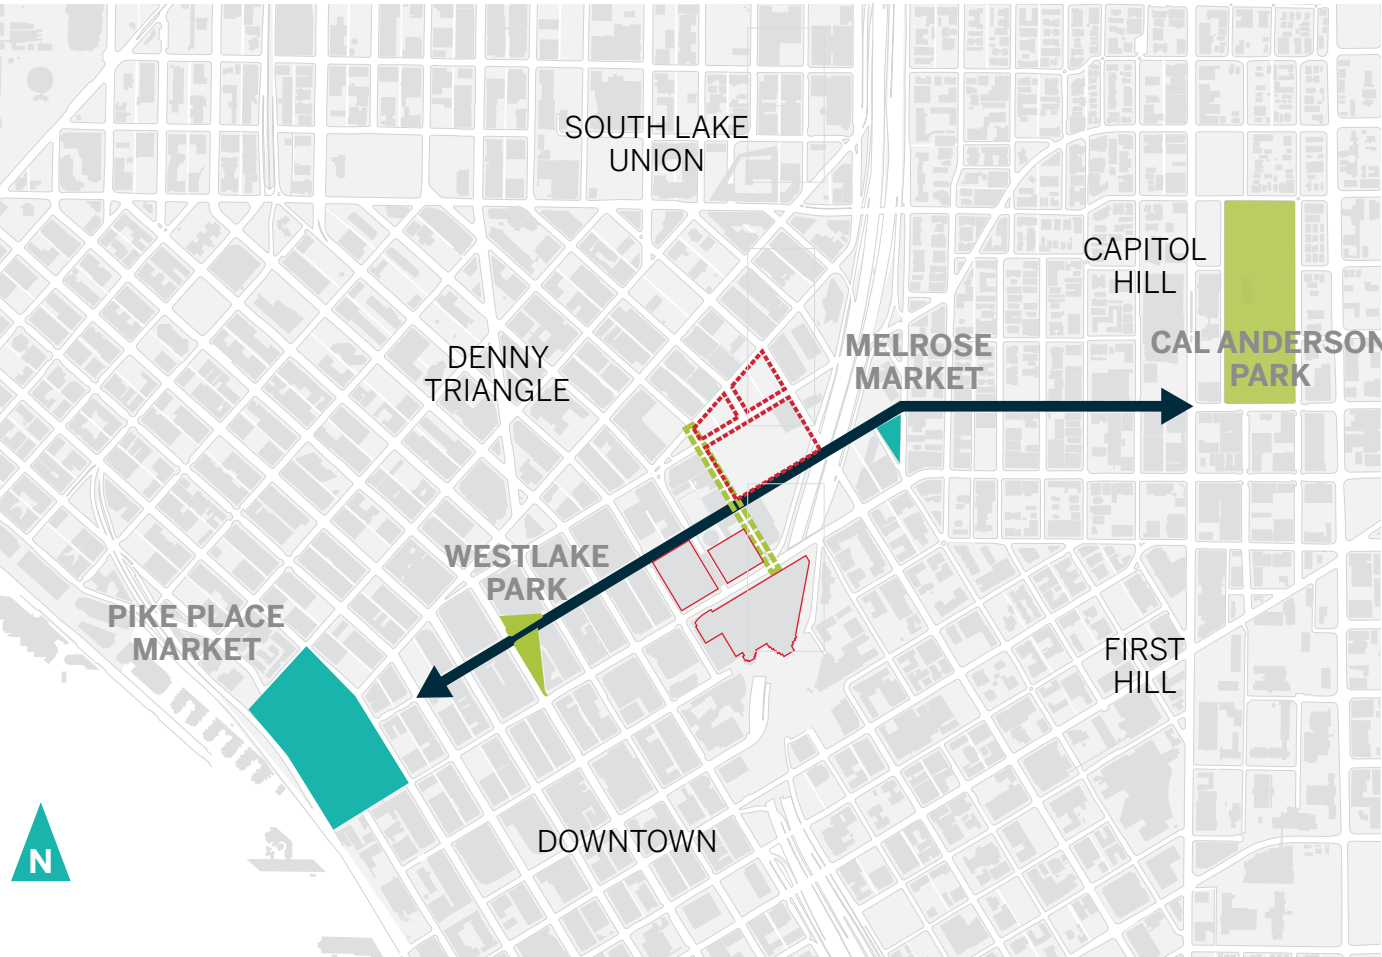 SOUTH LAKE
UNION
CAPITOL
HILL
MELROSE
MARKET
CAL ANDERSON
PARK
DENNY
TRIANGLE
WESTLAKE
PARK
PIKE PLACE
MARKET
FIRST
HILL
DOWNTOWN
N